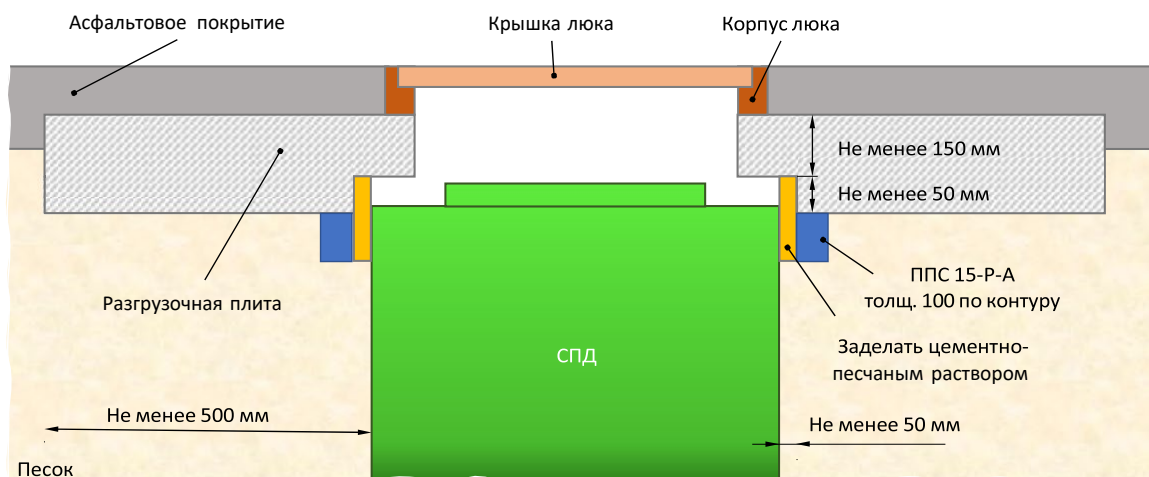 Асфальтовое покрытие
Крышка люка
Корпус люка
Не менее 150 мм
Не менее 50 мм
ППС 15-Р-А
толщ. 100 по контуру
Разгрузочная плита
Заделать цементно-
песчаным раствором
СПД
Не менее 500 мм
Не менее 50 мм
Песок